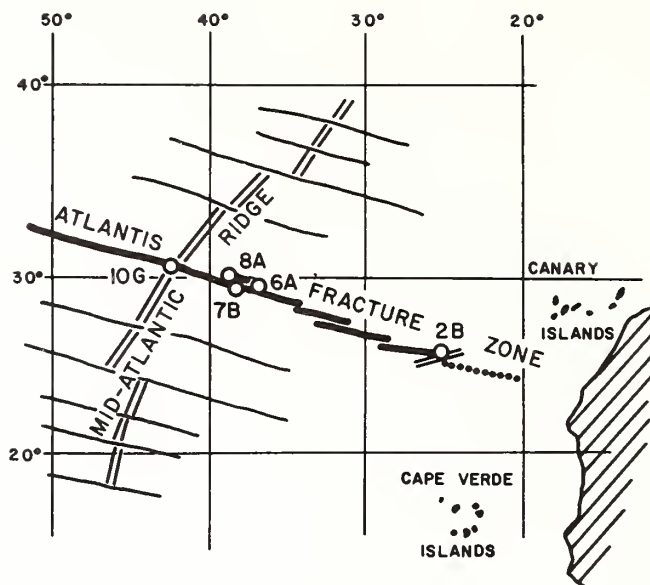 50° 40° 30° 20°
40°
ATLANTIS
RIDGE
30°
10G
8A
6A
7B
FRACTURE
2B
ZONE
CANARY
ISLANDS
MID-ATLANTIC
20°
CAPE VERDE
ISLANDS